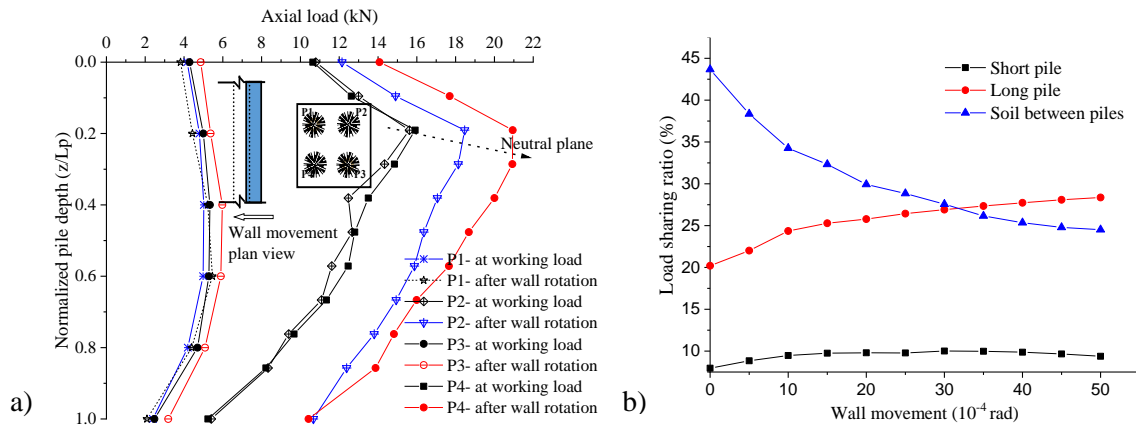 Axial load (kN)
0 2 4 6 8 10 12 14 16 18 20 22
0.0
0.2
0.4
0.6
0.8
1.0
Normalized pile depth (z/Lp)
P1 P2
P3
Neutral plane
Wall movement
plan view
P1- at working load
P1- after wall rotation
P2- at working load
P2- after wall rotation
P3- at working load
P3- after wall rotation
P4- at working load
P4- after wall rotation
a)
45
40
35
30
25
20
15
10
Load sharing ratio (%)
Short pile
Long pile
Soil between piles
0 10 20 30 40 50
Wall movement (10⁻⁴ rad)
b)